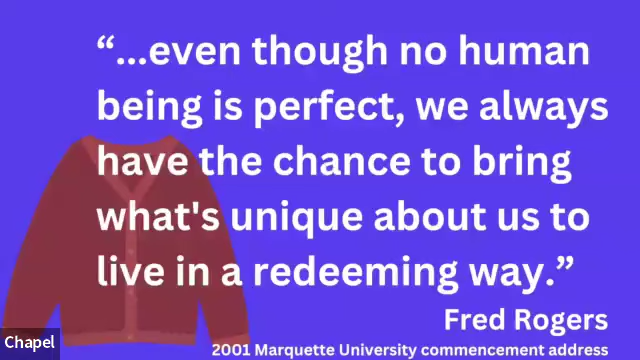 “...even though no human
being is perfect, we always
have the chance to bring
what's unique about us to
live in a redeeming way.”
Fred Rogers
2001 Marquette University commencement address
Chapel